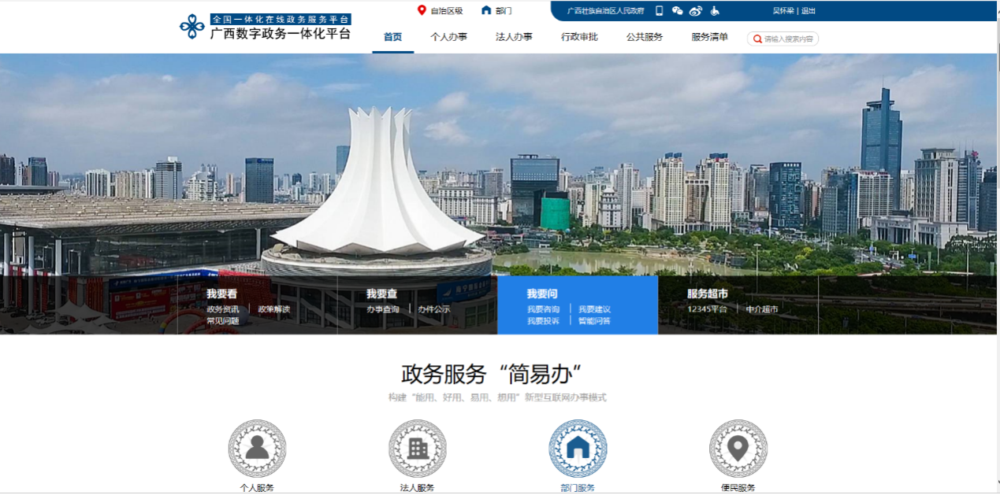 全国一体化在线政务服务平台
广西数字政务一体化平台
自治区级 部门
广西壮族自治区人民政府
吴怀梁 | 退出
首页 个人办事 法人办事 行政审批 公共服务 服务清单
请输入搜索内容
我要看
政务资讯 政策解读
常见问题
我要查
办事查询 办件公示
我要问
我要咨询 我要建议
我要投诉 智能问答
服务超市
12345平台 中介超市
政务服务“简易办”
构建“能用、好用、易用、想用”新型互联网办事模式
个人服务 法人服务 部门服务 便民服务